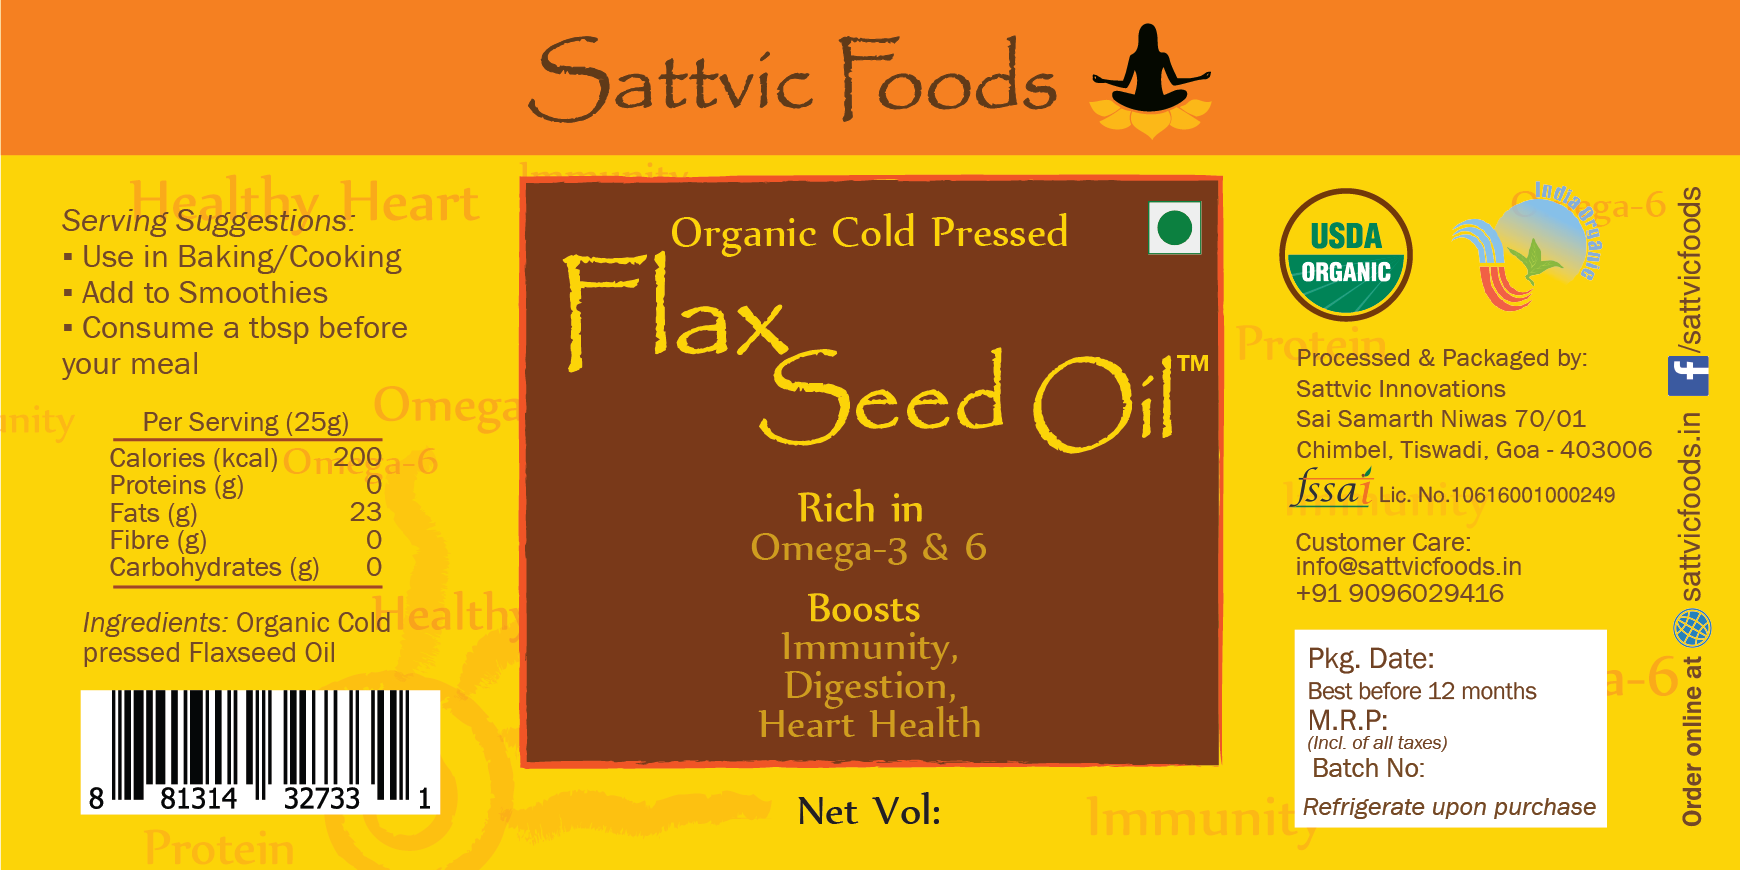 Sattvic Foods
Healthy Heart
Serving Suggestions:
▪ Use in Baking/Cooking
▪ Add to Smoothies
▪ Consume a tbsp before
your meal
Omega
nity
Per Serving (25g)
Calories (kcal) 200
Omega-6
Proteins (g) 0
Fats (g) 23
Fibre (g) 0
Carbohydrates (g) 0
Healthy
Ingredients: Organic Cold
pressed Flaxseed Oil
8 81314 32733 1
Protein
Immunity
Organic Cold Pressed
Flax
Seed Oil™
Rich in
Omega-3 & 6
Boosts
Immunity,
Digestion,
Heart Health
Net Vol:
Immunity
USDA
ORGANIC
India Organic
Omega-6
Protein
Processed & Packaged by:
Sattvic Innovations
Sai Samarth Niwas 70/01
Chimbel, Tiswadi, Goa - 403006
fssai Lic. No.10616001000249
Immunity
Customer Care:
info@sattvicfoods.in
+91 9096029416
Pkg. Date:
Best before 12 months
M.R.P:
(Incl. of all taxes)
Batch No:
Refrigerate upon purchase
a-6
Order online at sattvicfoods.in f/sattvicfoods